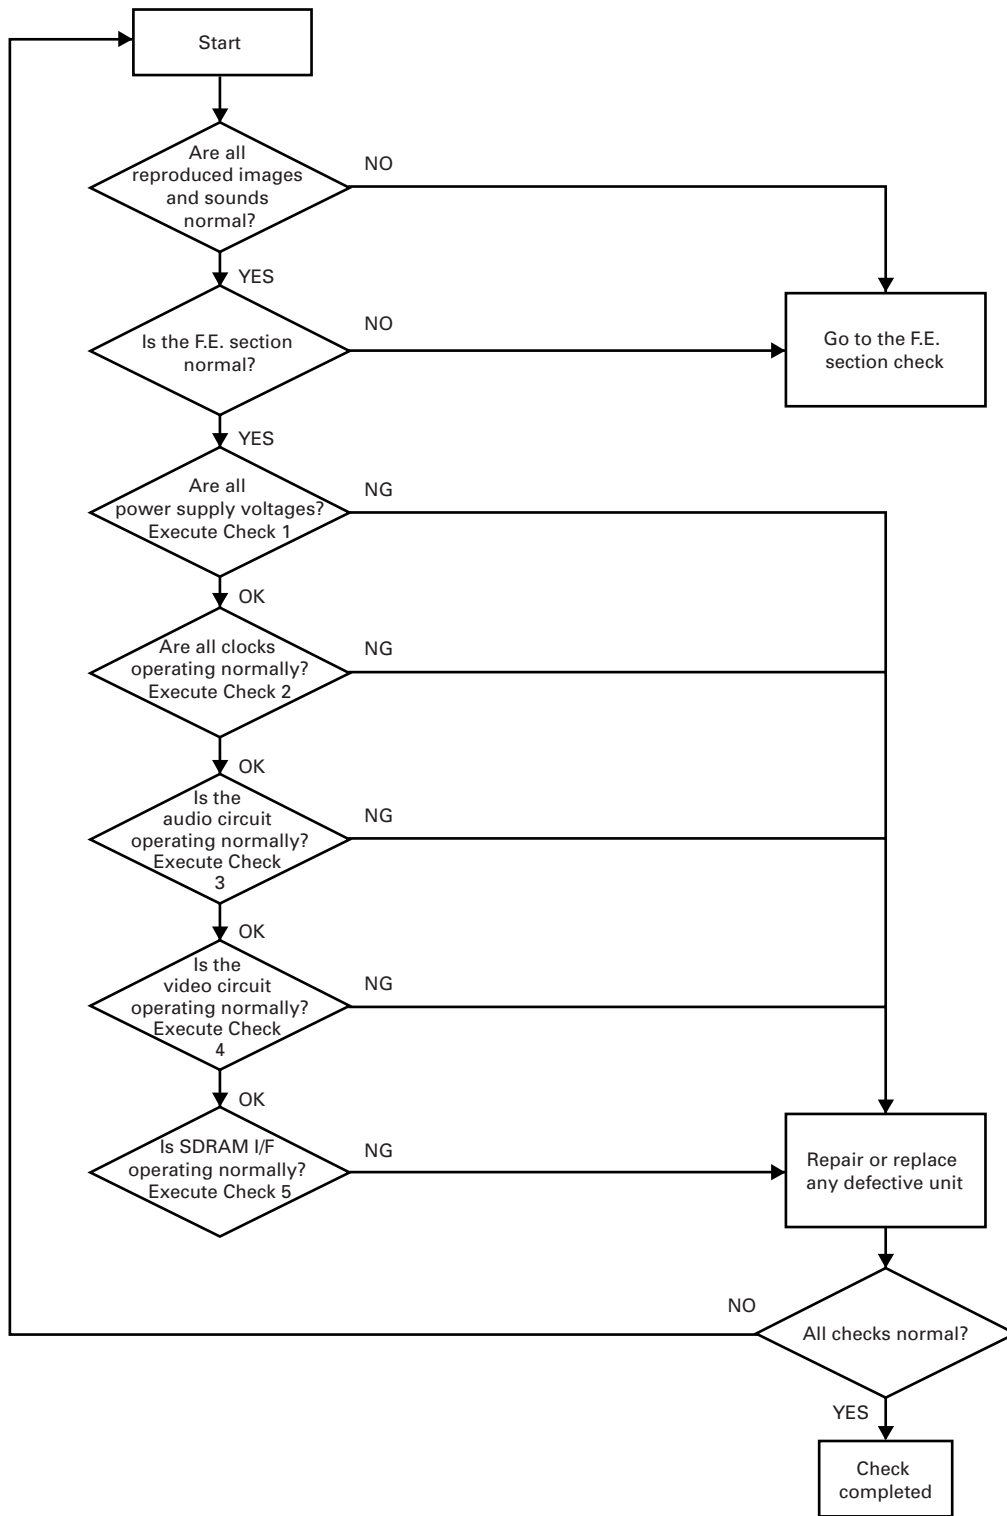 Start
Are all
reproduced images
and sounds
normal?
NO
YES
Is the F.E. section
normal?
NO
Go to the F.E.
section check
YES
Are all
power supply voltages?
Execute Check 1
NG
OK
Are all clocks
operating normally?
Execute Check 2
NG
OK
Is the
audio circuit
operating normally?
Execute Check
3
NG
OK
Is the
video circuit
operating normally?
Execute Check
4
NG
OK
Is SDRAM I/F
operating normally?
Execute Check 5
NG
Repair or replace
any defective unit
NO
All checks normal?
YES
Check
completed